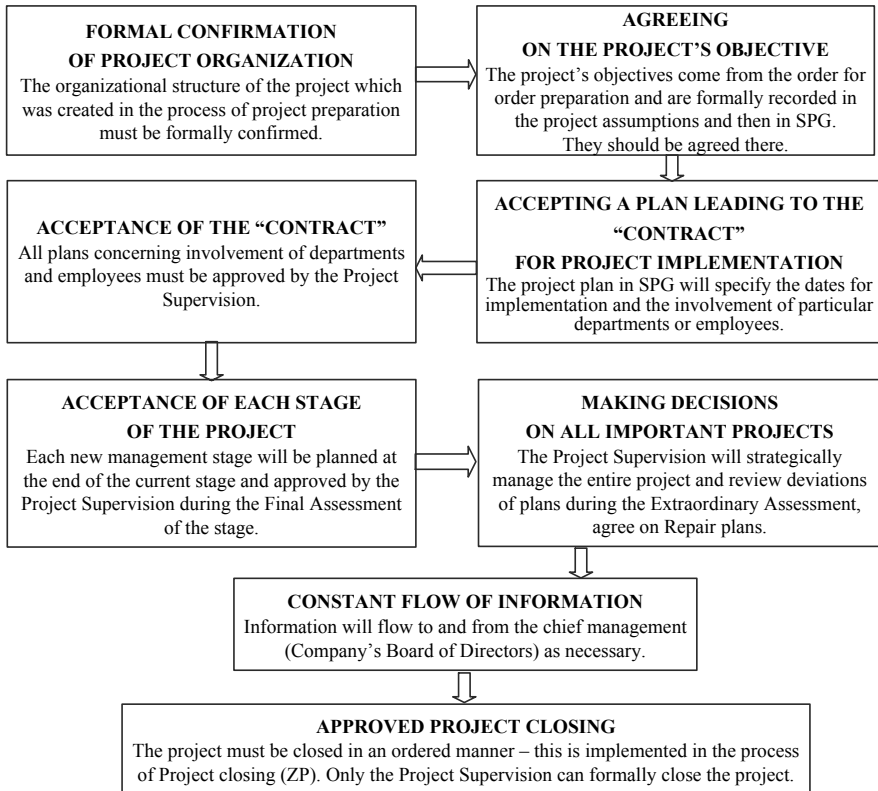 FORMAL CONFIRMATION
OF PROJECT ORGANIZATION
The organizational structure of the project which
was created in the process of project preparation
must be formally confirmed.
AGREEING
ON THE PROJECT’S OBJECTIVE
The project’s objectives come from the order for
order preparation and are formally recorded in
the project assumptions and then in SPG.
They should be agreed there.
ACCEPTING A PLAN LEADING TO THE
“CONTRACT”
FOR PROJECT IMPLEMENTATION
The project plan in SPG will specify the dates for
implementation and the involvement of particular
departments or employees.
ACCEPTANCE OF THE “CONTRACT”
All plans concerning involvement of departments
and employees must be approved by the Project
Supervision.
ACCEPTANCE OF EACH STAGE
OF THE PROJECT
Each new management stage will be planned at
the end of the current stage and approved by the
Project Supervision during the Final Assessment
of the stage.
MAKING DECISIONS
ON ALL IMPORTANT PROJECTS
The Project Supervision will strategically
manage the entire project and review deviations
of plans during the Extraordinary Assessment,
agree on Repair plans.
CONSTANT FLOW OF INFORMATION
Information will flow to and from the chief management
(Company’s Board of Directors) as necessary.
APPROVED PROJECT CLOSING
The project must be closed in an ordered manner – this is implemented in the process
of Project closing (ZP). Only the Project Supervision can formally close the project.